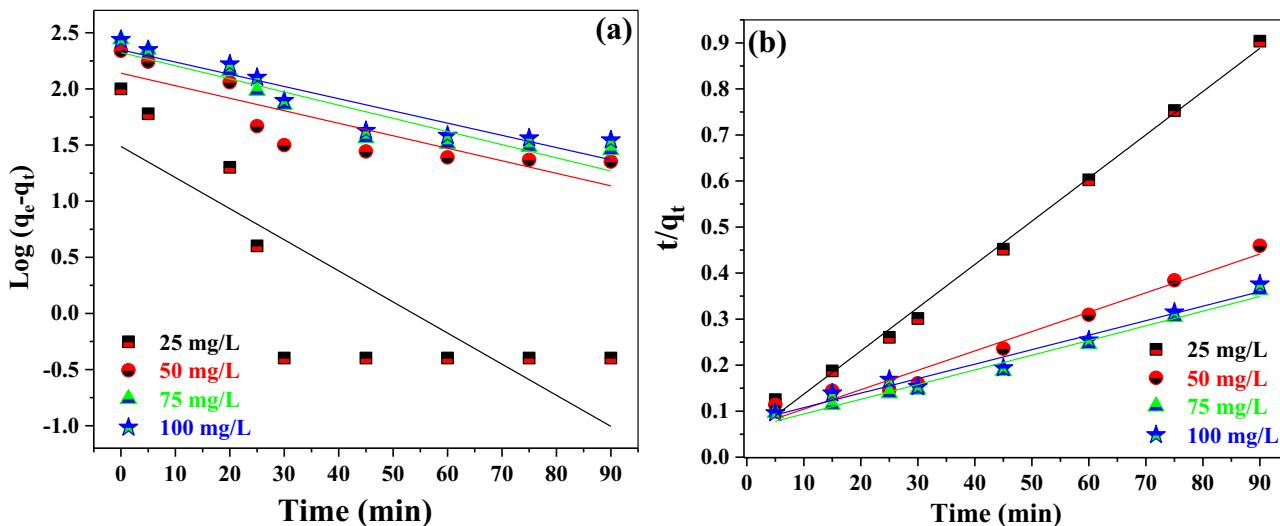 (a)
Log (qe-qt)
2.5
2.0
1.5
1.0
0.5
0.0
-0.5
-1.0
25 mg/L
50 mg/L
75 mg/L
100 mg/L
0 10 20 30 40 50 60 70 80 90
Time (min)
(b)
t/qt
0.9
0.8
0.7
0.6
0.5
0.4
0.3
0.2
0.1
0.0
25 mg/L
50 mg/L
75 mg/L
100 mg/L
0 10 20 30 40 50 60 70 80 90
Time (min)